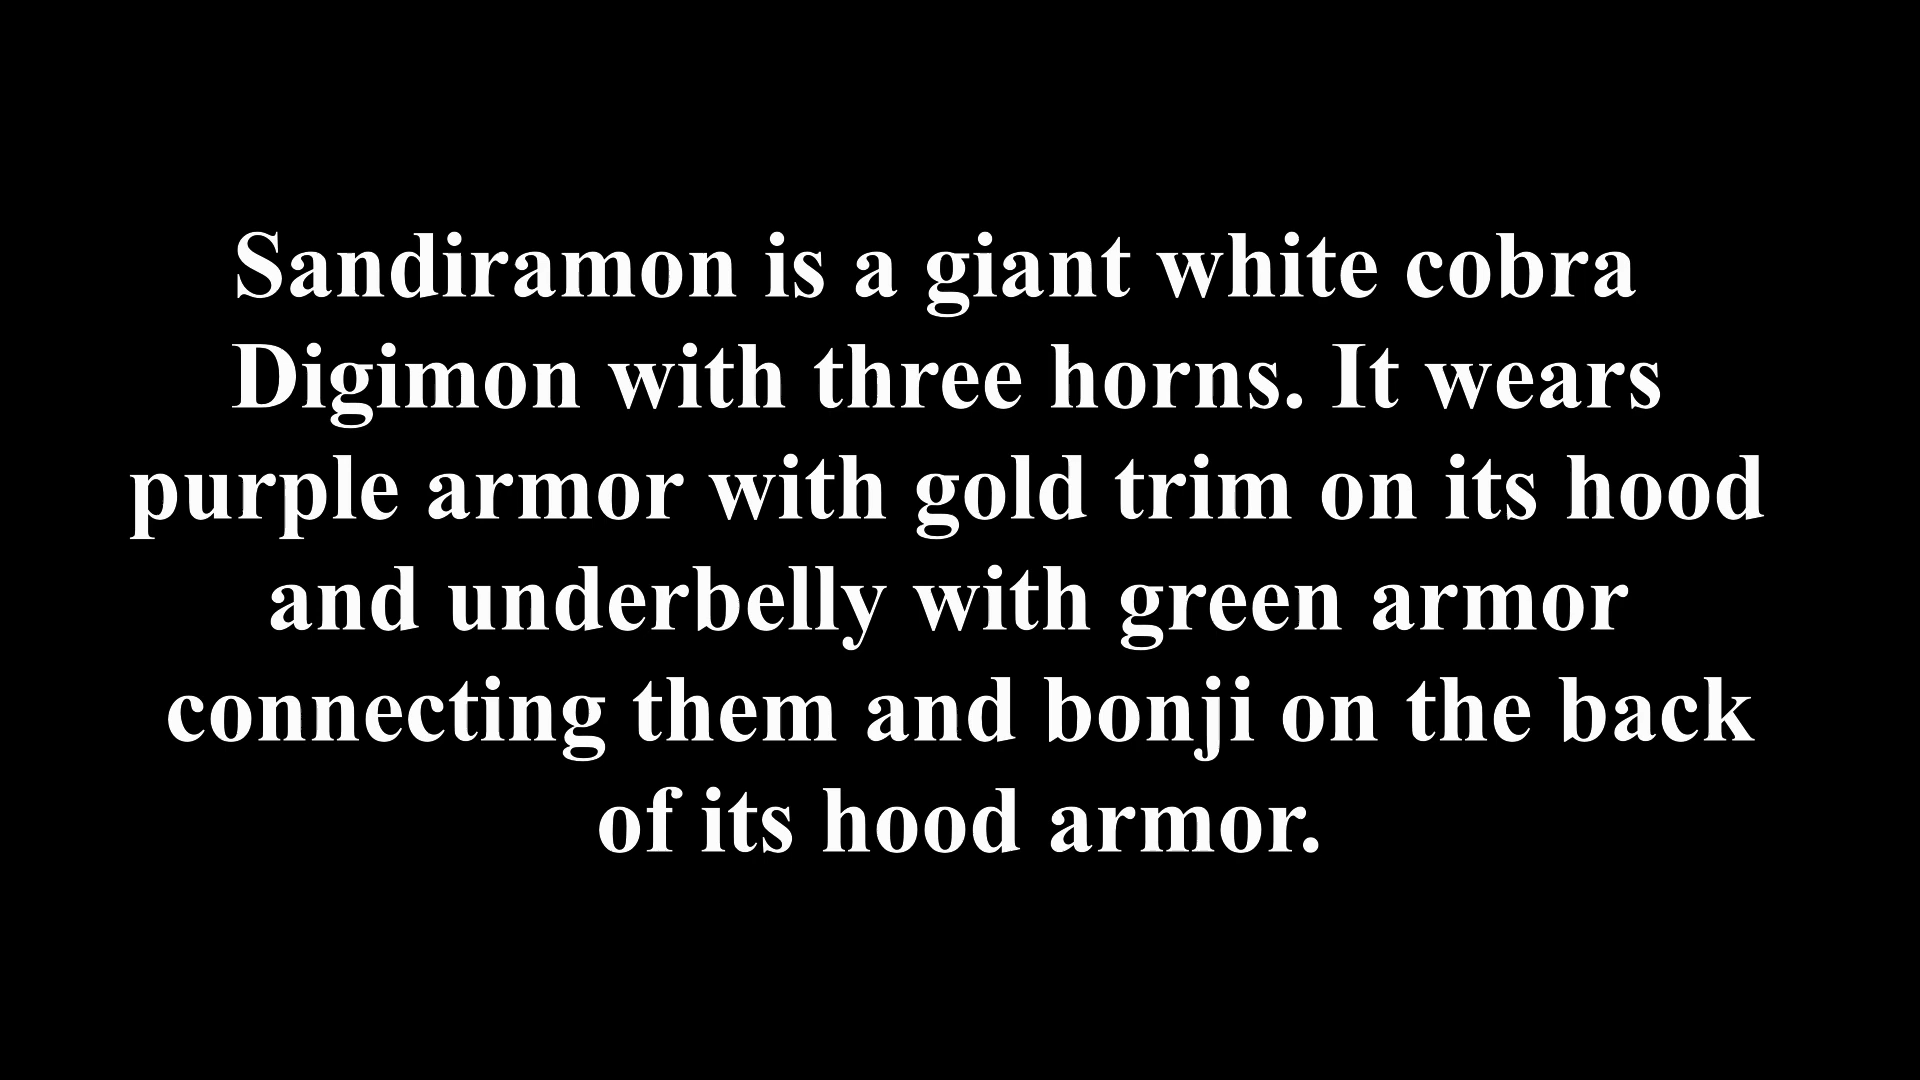 Sandiramon is a giant white cobra
Digimon with three horns. It wears
purple armor with gold trim on its hood
and underbelly with green armor
connecting them and bonji on the back
of its hood armor.